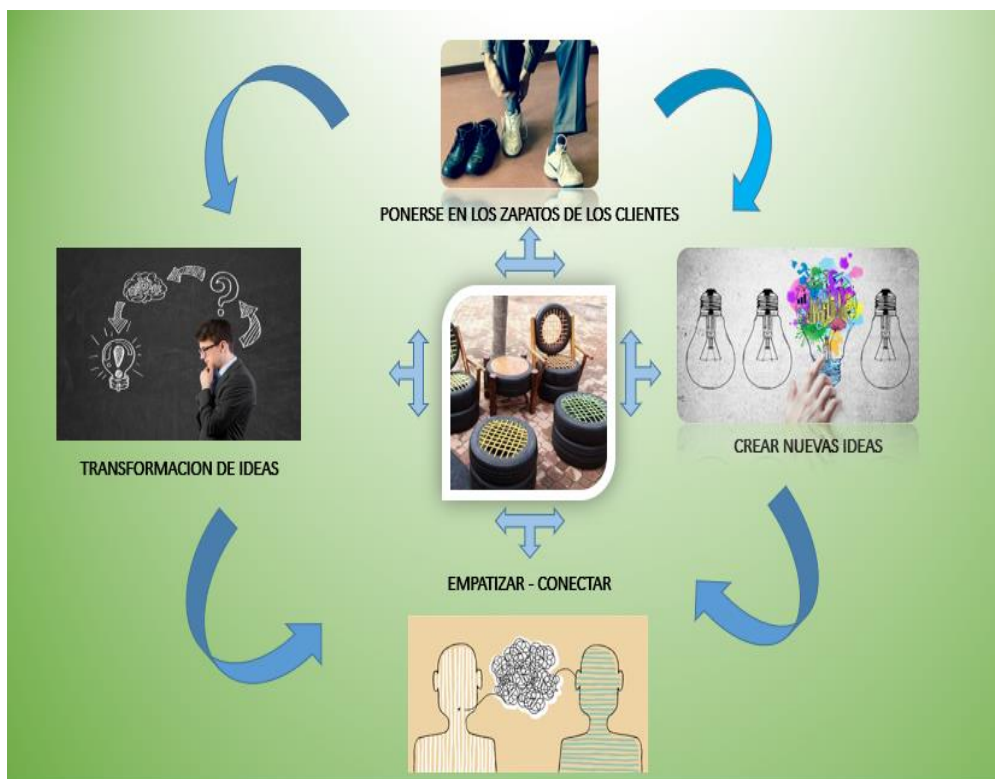 PONERSE EN LOS ZAPATOS DE LOS CLIENTES
TRANSFORMACION DE IDEAS
CREAR NUEVAS IDEAS
EMPATIZAR - CONECTAR